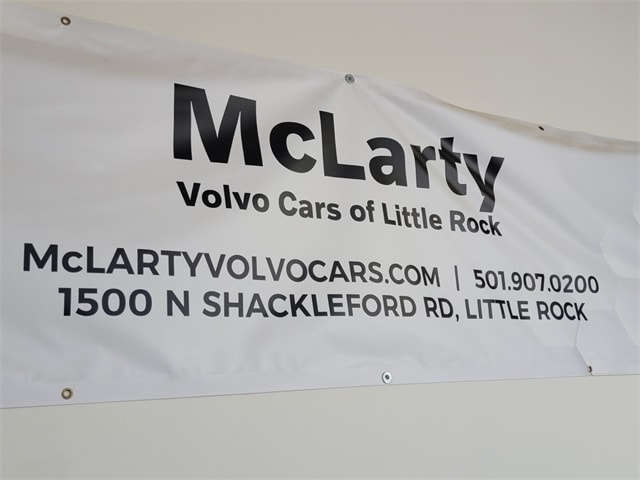 McLarty
Volvo Cars of Little Rock
McLARTYVOLVOCARS.COM | 501.907.0200
1500 N SHACKLEFORD RD, LITTLE ROCK